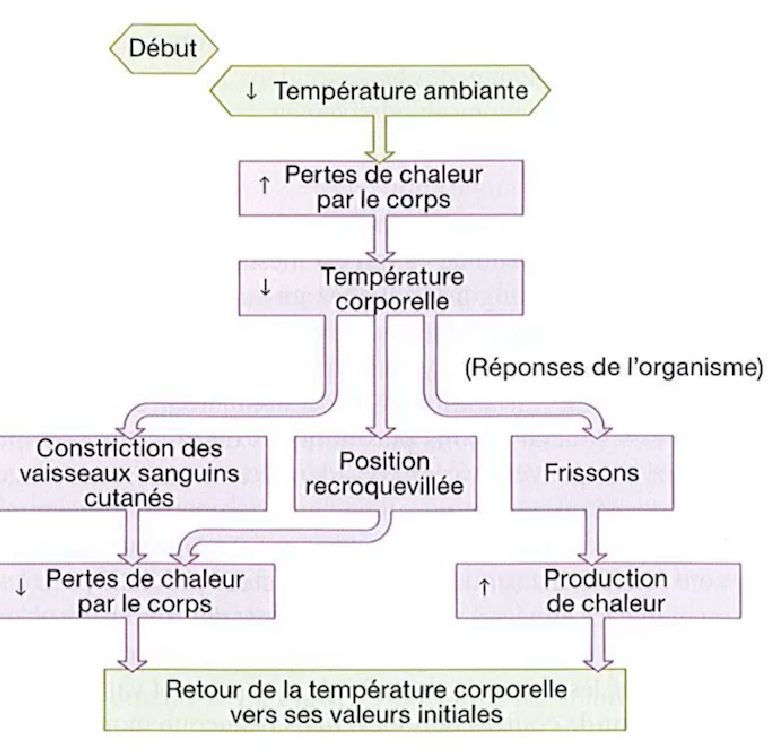 Début
↓ Température ambiante
↑ Pertes de chaleur
par le corps
↓ Température
corporelle
(Réponses de l'organisme)
Constriction des
vaisseaux sanguins
cutanés
Position
recroquevillée
Frissons
↓ Pertes de chaleur
par le corps
↑ Production
de chaleur
Retour de la température corporelle
vers ses valeurs initiales